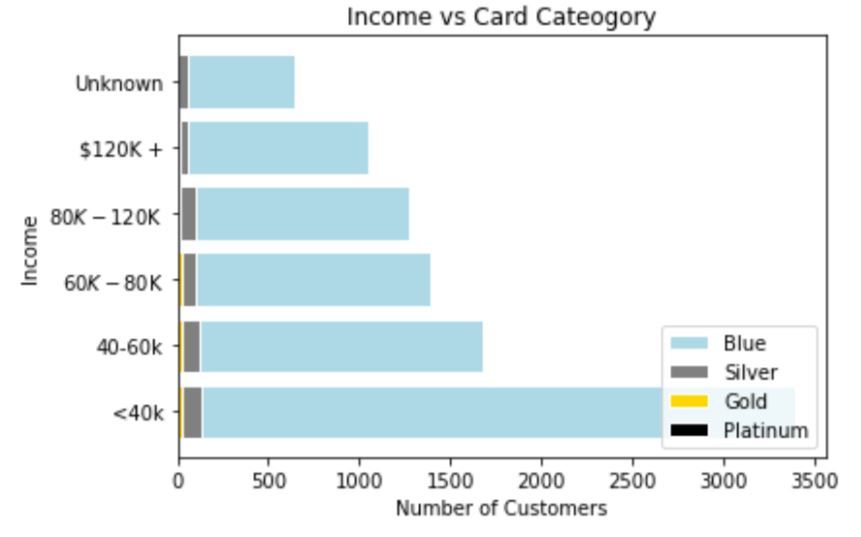 Income vs Card Cateogory
Unknown
$120K +
80K − 120K
60K − 80K
40-60k
<40k
Income
Blue
Silver
Gold
Platinum
0 500 1000 1500 2000 2500 3000 3500
Number of Customers